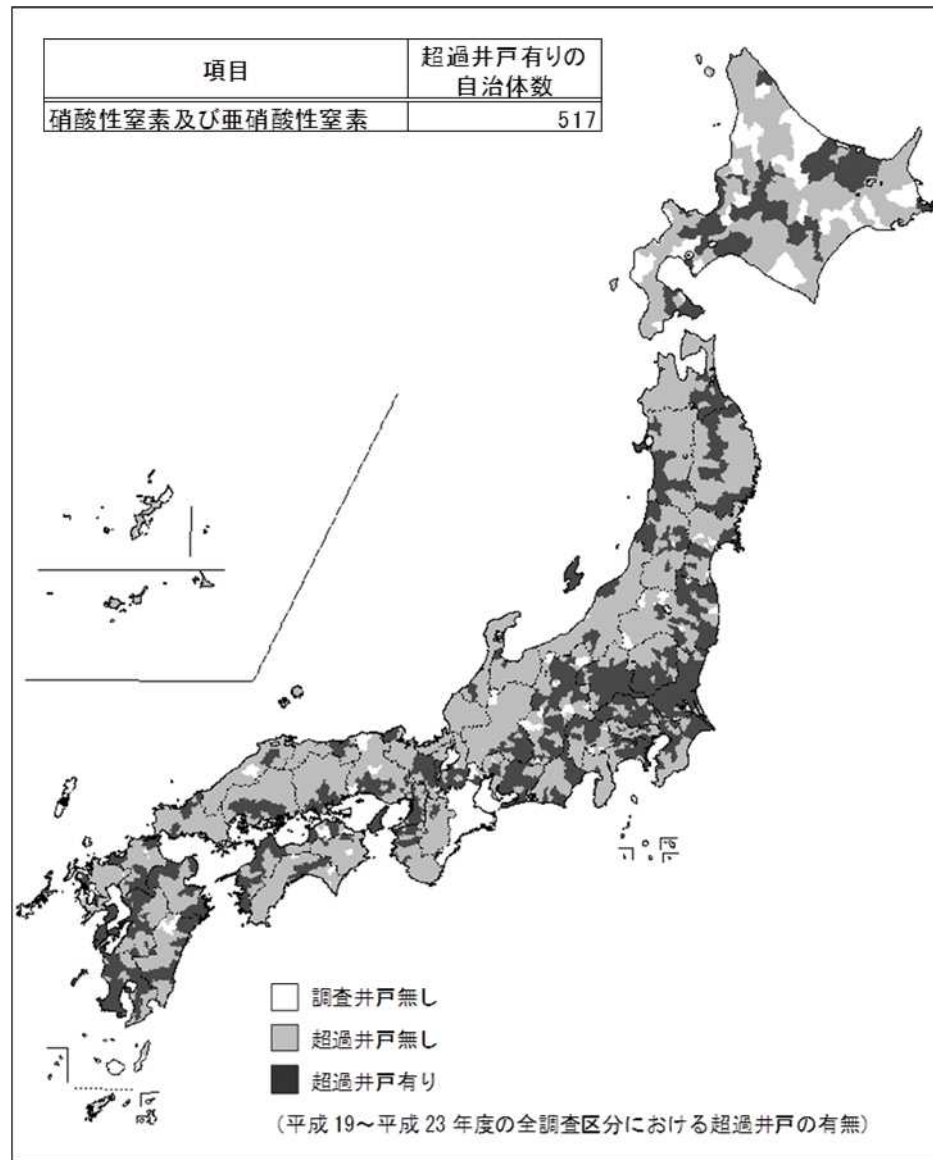 項目
超過井戸有りの
自治体数
硝酸性窒素及び亜硝酸性窒素 517
調査井戸無し
超過井戸無し
超過井戸有り
(平成19～平成23年度の全調査区分における超過井戸の有無)